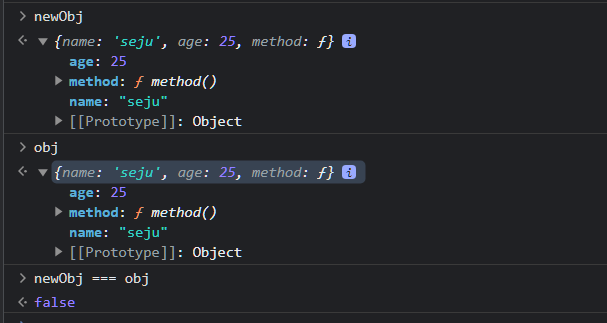 newObj
{name: 'seju', age: 25, method: ƒ} i
age: 25
method: ƒ method()
name: "seju"
[[Prototype]]: Object
obj
{name: 'seju', age: 25, method: ƒ} i
age: 25
method: ƒ method()
name: "seju"
[[Prototype]]: Object
newObj === obj
false